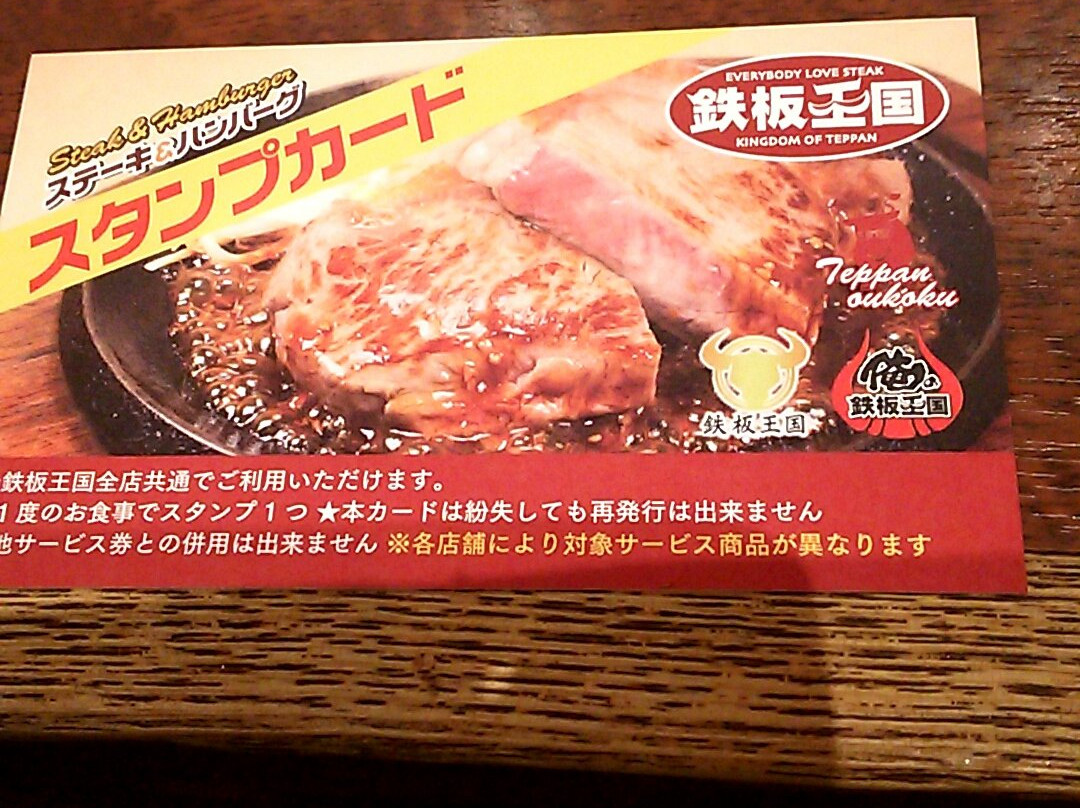 Steak & Hamburger
ステーキ&ハンバーグ
スタンプカード
EVERYBODY LOVE STEAK
鉄板王国
KINGDOM OF TEPPAN
Teppan
oukoku
鉄板王国
俺の
鉄板王国
鉄板王国全店共通でご利用いただけます。
1度のお食事でスタンプ1つ ★本カードは紛失しても再発行は出来ません
他サービス券との併用は出来ません ※各店舗により対象サービス商品が異なります